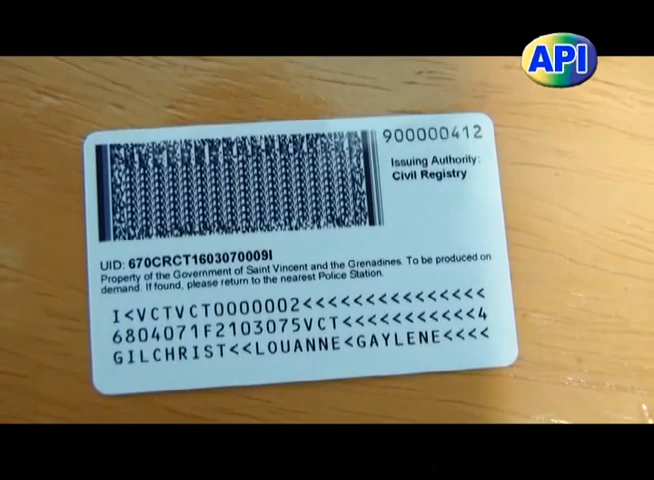 API
900000412
Issuing Authority:
Civil Registry
UID: 670CRCT1603070009I
Property of the Government of Saint Vincent and the Grenadines. To be produced on
demand. If found, please return to the nearest Police Station.
I<VCTVCT0000002<<<<<<<<<<<<<<<
6804071F2103075VCT<<<<<<<<<<<4
GILCHRIST<<LOUANNE<GAYLENE<<<<